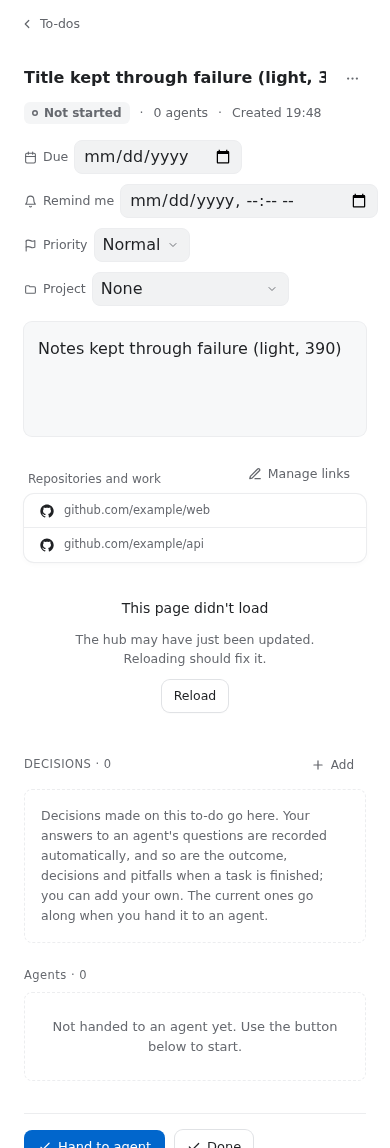 To-dos
Title kept through failure (light, 3
Not started · 0 agents · Created 19:48
Due mm/dd/yyyy
Remind me mm/dd/yyyy, --:-- --
Priority Normal
Project None
Notes kept through failure (light, 390)
Repositories and work Manage links
github.com/example/web
github.com/example/api
This page didn't load
The hub may have just been updated.
Reloading should fix it.
Reload
DECISIONS · 0 Add
Decisions made on this to-do go here. Your
answers to an agent's questions are recorded
automatically, and so are the outcome,
decisions and pitfalls when a task is finished;
you can add your own. The current ones go
along when you hand it to an agent.
Agents · 0
Not handed to an agent yet. Use the button
below to start.
Hand to agent Done